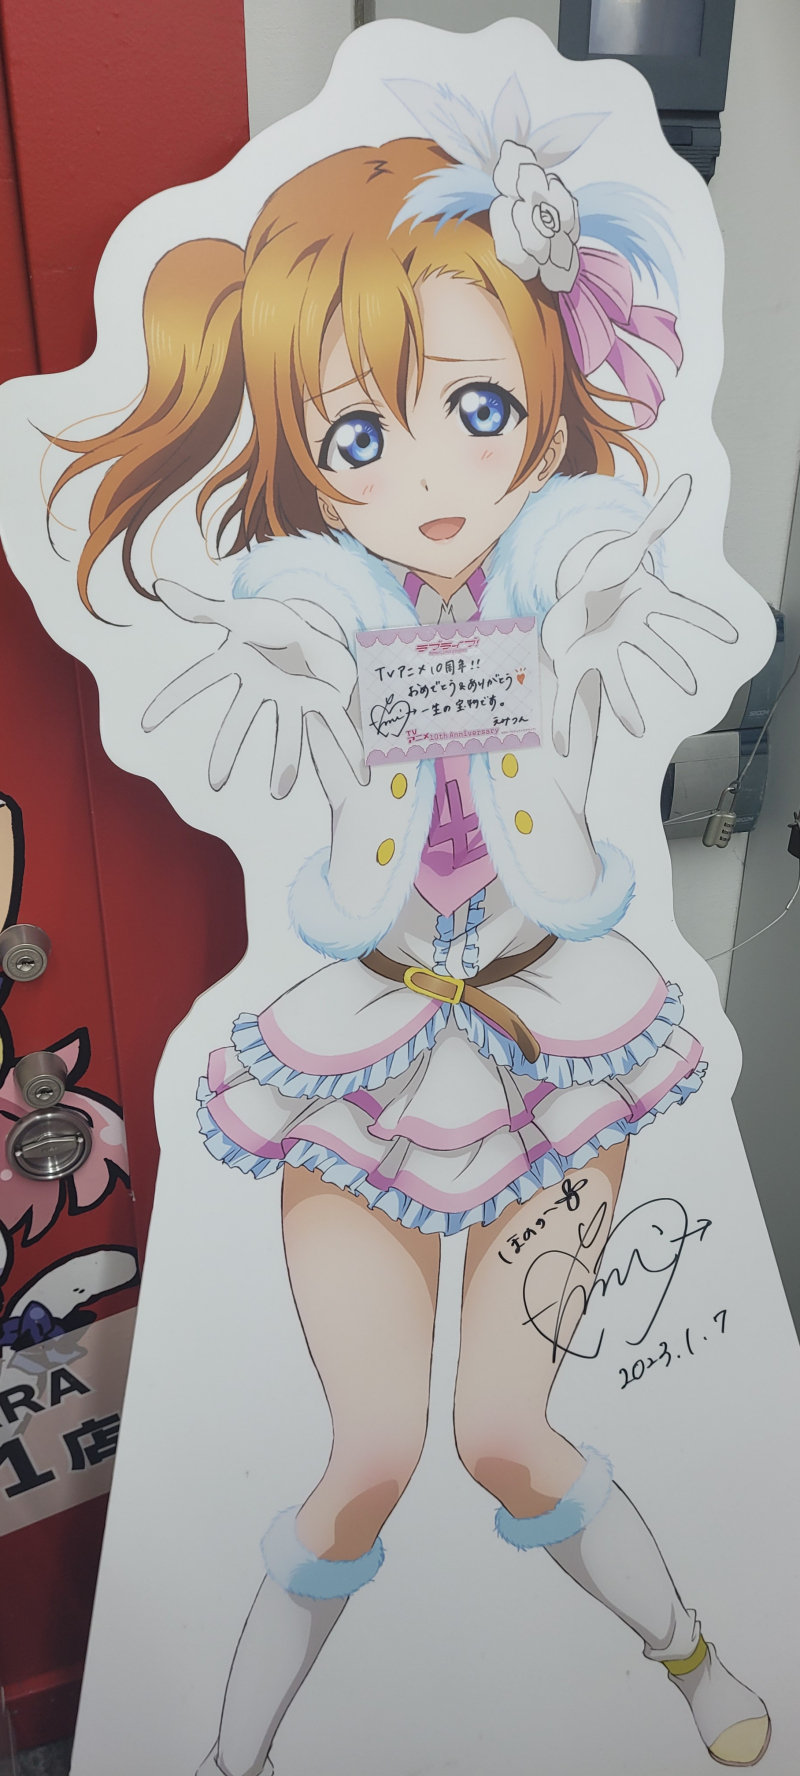 ラブライブ!
TVアニメ10周年!!
おめでとう&ありがとう
Emi
一生の宝物です。
えみつん
TVアニメ10th Anniversary
ほのか
Emi
2023.1.7
RA
1店